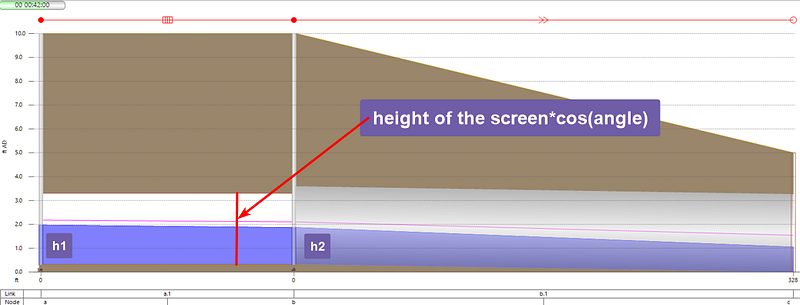 00 00:42:00
10.0
9.0
8.0
7.0
6.0
5.0
4.0
3.0
2.0
1.0
0.0
ft AD
height of the screen*cos(angle)
h1
h2
ft
0
0
328
Link
a.1
b.1
Node
a
b
c